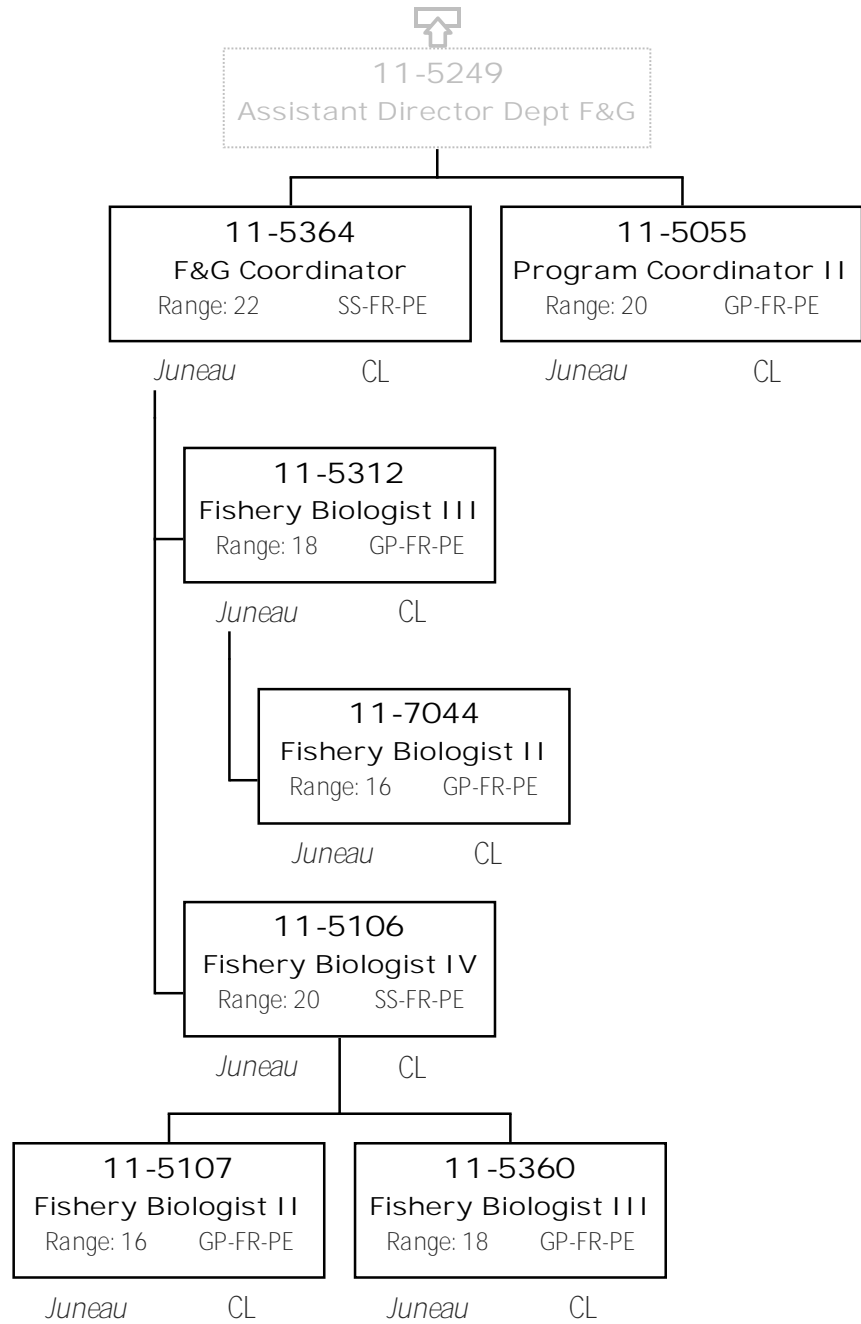 11-5249
Assistant Director Dept F&G
11-5364
F&G Coordinator
Range: 22 SS-FR-PE
Juneau CL
11-5055
Program Coordinator II
Range: 20 GP-FR-PE
Juneau CL
11-5312
Fishery Biologist III
Range: 18 GP-FR-PE
Juneau CL
11-7044
Fishery Biologist II
Range: 16 GP-FR-PE
Juneau CL
11-5106
Fishery Biologist IV
Range: 20 SS-FR-PE
Juneau CL
11-5107
Fishery Biologist II
Range: 16 GP-FR-PE
Juneau CL
11-5360
Fishery Biologist III
Range: 18 GP-FR-PE
Juneau CL